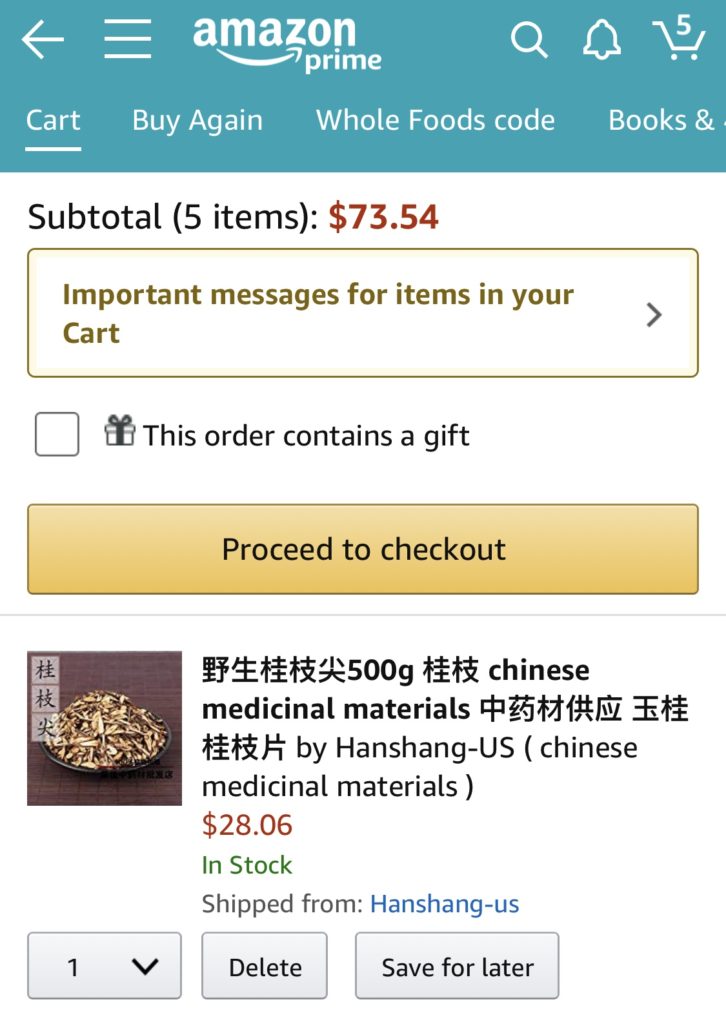 amazon
prime
5
Cart Buy Again Whole Foods code Books &
Subtotal (5 items): $73.54
Important messages for items in your
Cart
This order contains a gift
Proceed to checkout
桂
枝
尖
野生桂枝尖500g 桂枝 chinese
medicinal materials 中药材供应 玉桂
桂枝片 by Hanshang-US ( chinese
medicinal materials )
$28.06
In Stock
Shipped from: Hanshang-us
1 Delete Save for later